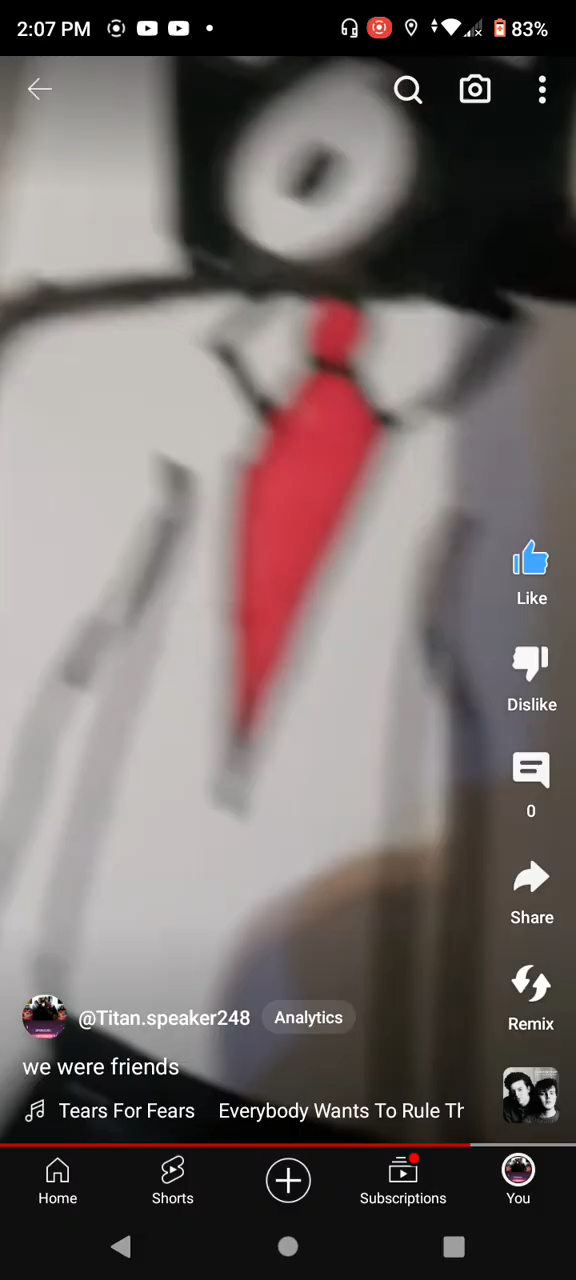 2:07 PM 83%
Like
Dislike
0
Share
Remix
@Titan.speaker248 Analytics
we were friends
Tears For Fears Everybody Wants To Rule Th
Home Shorts Subscriptions You